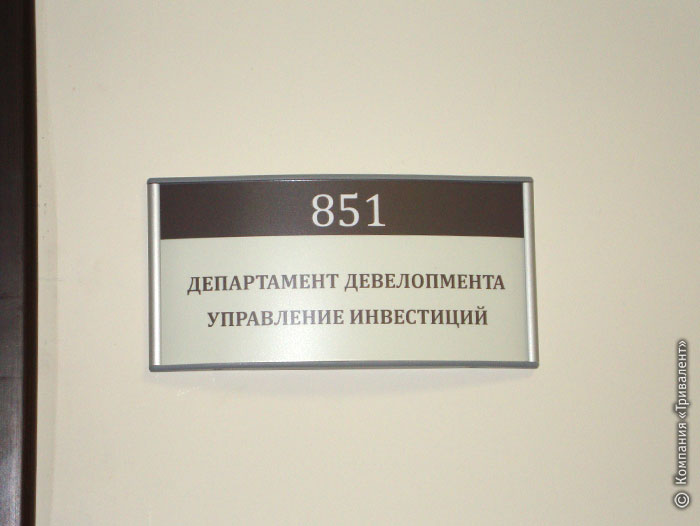 851
ДЕПАРТАМЕНТ ДЕВЕЛОПМЕНТА
УПРАВЛЕНИЕ ИНВЕСТИЦИЙ
© Компания «Тривалент»